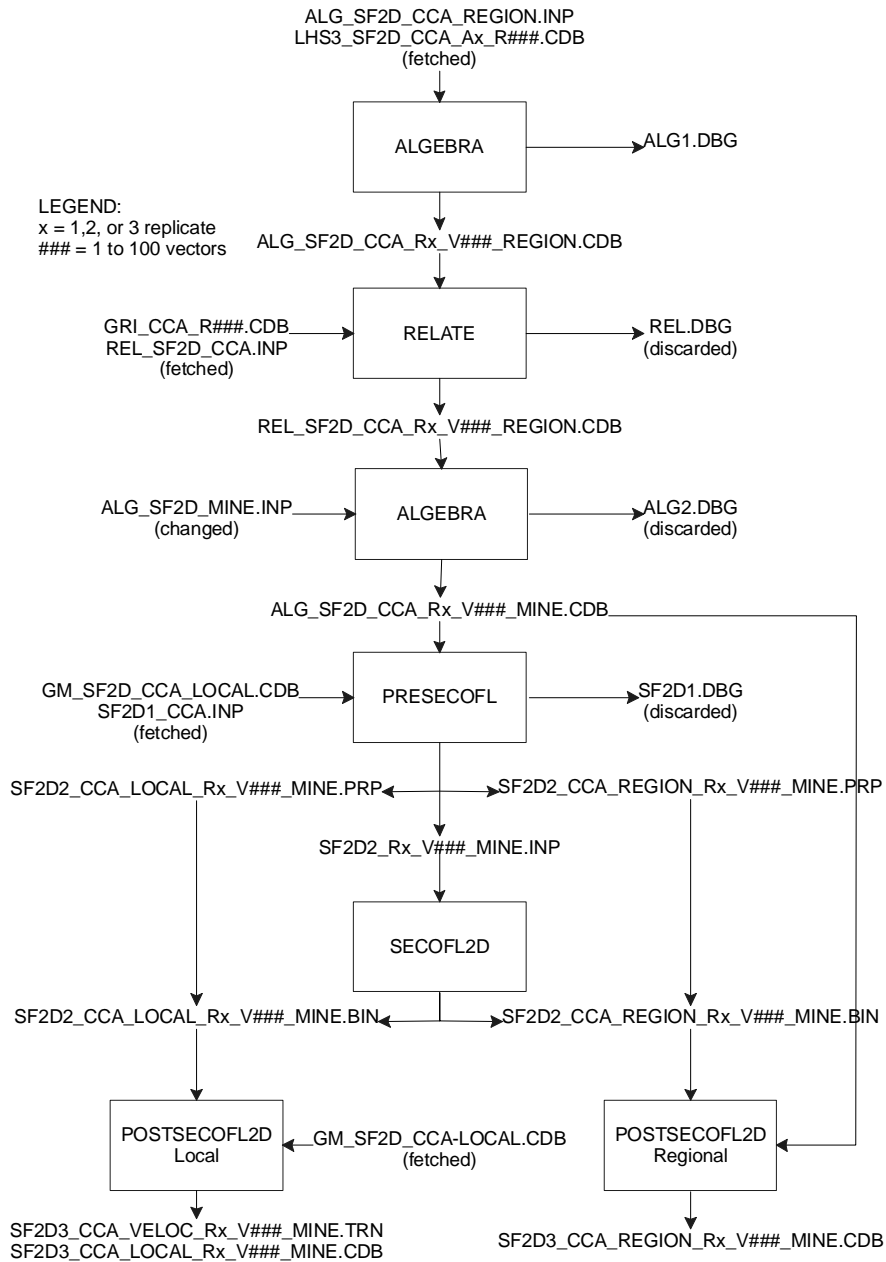 ALG_SF2D_CCA_REGION.INP
LHS3_SF2D_CCA_Ax_R###.CDB
(fetched)
ALGEBRA
ALG1.DBG
LEGEND:
x = 1,2, or 3 replicate
### = 1 to 100 vectors
ALG_SF2D_CCA_Rx_V###_REGION.CDB
GRI_CCA_R###.CDB
REL_SF2D_CCA.INP
(fetched)
RELATE
REL.DBG
(discarded)
REL_SF2D_CCA_Rx_V###_REGION.CDB
ALG_SF2D_MINE.INP
(changed)
ALGEBRA
ALG2.DBG
(discarded)
ALG_SF2D_CCA_Rx_V###_MINE.CDB
GM_SF2D_CCA_LOCAL.CDB
SF2D1_CCA.INP
(fetched)
PRESECOFL
SF2D1.DBG
(discarded)
SF2D2_CCA_LOCAL_Rx_V###_MINE.PRP
SF2D2_CCA_REGION_Rx_V###_MINE.PRP
SF2D2_Rx_V###_MINE.INP
SECOFL2D
SF2D2_CCA_LOCAL_Rx_V###_MINE.BIN
SF2D2_CCA_REGION_Rx_V###_MINE.BIN
POSTSECOFL2D
Local
GM_SF2D_CCA-LOCAL.CDB
(fetched)
POSTSECOFL2D
Regional
SF2D3_CCA_VELOC_Rx_V###_MINE.TRN
SF2D3_CCA_LOCAL_Rx_V###_MINE.CDB
SF2D3_CCA_REGION_Rx_V###_MINE.CDB